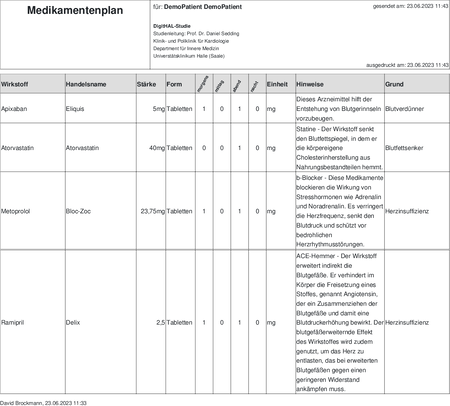 Medikamentenplan
für: DemoPatient DemoPatient
gesendet am: 23.06.2023 11:43
DigitHAL-Studie
Studienleitung: Prof. Dr. Daniel Sedding
Klinik- und Poliklinik für Kardiologie
Department für Innere Medizin
Universitätsklinikum Halle (Saale)
ausgedruckt am: 23.06.2023 11:43
Wirkstoff Handelsname Stärke Form morgens mittag abend nacht Einheit Hinweise Grund
Apixaban Eliquis 5mg Tabletten 1 0 1 0 mg Dieses Arzneimittel hilft der
Entstehung von Blutgerinnseln
vorzubeugen. Blutverdünner
Atorvastatin Atorvastatin 40mg Tabletten 0 0 1 0 mg Statine - Der Wirkstoff senkt
den Blutfettspiegel, in dem er
die körpereigene
Cholesterinherstellung aus
Nahrungsbestandteilen hemmt. Blutfettsenker
Metoprolol Bloc-Zoc 23,75mg Tabletten 1 0 1 0 mg b-Blocker - Diese Medikamente
blockieren die Wirkung von
Stresshormonen wie Adrenalin
und Noradrenalin. Es verringert
die Herzfrequenz, senkt den
Blutdruck und schützt vor
bedrohlichen
Herzrhythmusstörungen. Herzinsuffizienz
Ramipril Delix 2,5 Tabletten 1 0 1 0 mg ACE-Hemmer - Der Wirkstoff
erweitert indirekt die
Blutgefäße. Er verhindert im
Körper die Freisetzung eines
Stoffes, genannt Angiotensin,
der ein Zusammenziehen der
Blutgefäße und damit eine
Blutdruckerhöhung bewirkt. Der
blutgefäßerweiternde Effekt
des Wirkstoffes wird zudem
genutzt, um das Herz zu
entlasten, das bei erweiterten
Blutgefäßen gegen einen
geringeren Widerstand
ankämpfen muss. Herzinsuffizienz
David Brockmann, 23.06.2023 11:33